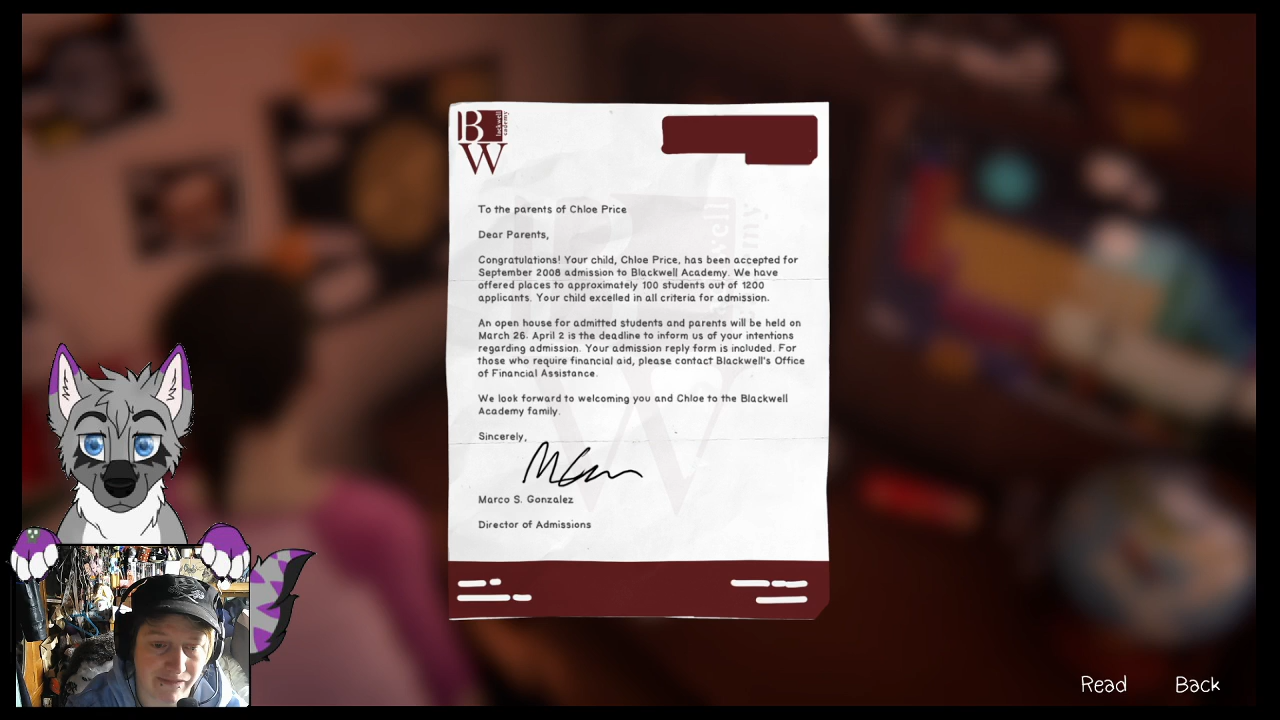 B lackwell
W cademy
To the parents of Chloe Price
Dear Parents,
Congratulations! Your child, Chloe Price, has been accepted for
September 2008 admission to Blackwell Academy. We have
offered places to approximately 100 students out of 1200
applicants. Your child excelled in all criteria for admission.
An open house for admitted students and parents will be held on
March 26. April 2 is the deadline to inform us of your intentions
regarding admission. Your admission reply form is included. For
those who require financial aid, please contact Blackwell's Office
of Financial Assistance.
We look forward to welcoming you and Chloe to the Blackwell
Academy family.
Sincerely,
Marco S. Gonzalez
Director of Admissions
Read Back